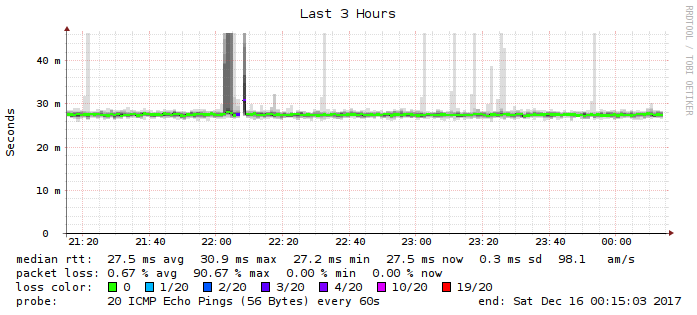 Last 3 Hours
RRDTOOL / TOBI OETIKER
Seconds
40 m
30 m
20 m
10 m
0
21:20 21:40 22:00 22:20 22:40 23:00 23:20 23:40 00:00
median rtt: 27.5 ms avg 30.9 ms max 27.2 ms min 27.5 ms now 0.3 ms sd 98.1 am/s
packet loss: 0.67 % avg 90.67 % max 0.00 % min 0.00 % now
loss color: 0 1/20 2/20 3/20 4/20 10/20 19/20
probe: 20 ICMP Echo Pings (56 Bytes) every 60s end: Sat Dec 16 00:15:03 2017